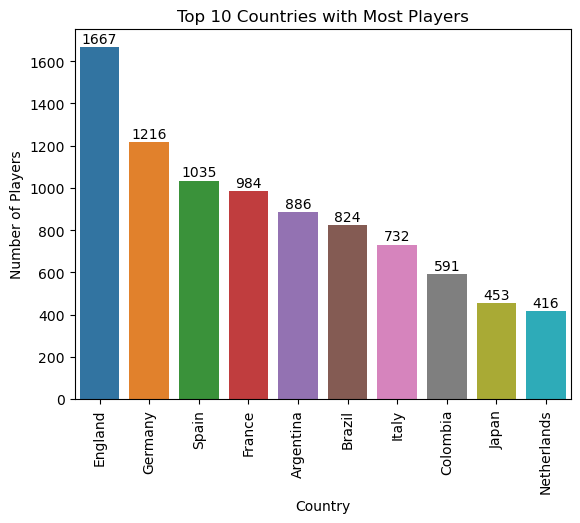 Top 10 Countries with Most Players
Number of Players
1600
1400
1200
1000
800
600
400
200
0
1667
1216
1035
984
886
824
732
591
453
416
England
Germany
Spain
France
Argentina
Brazil
Italy
Colombia
Japan
Netherlands
Country